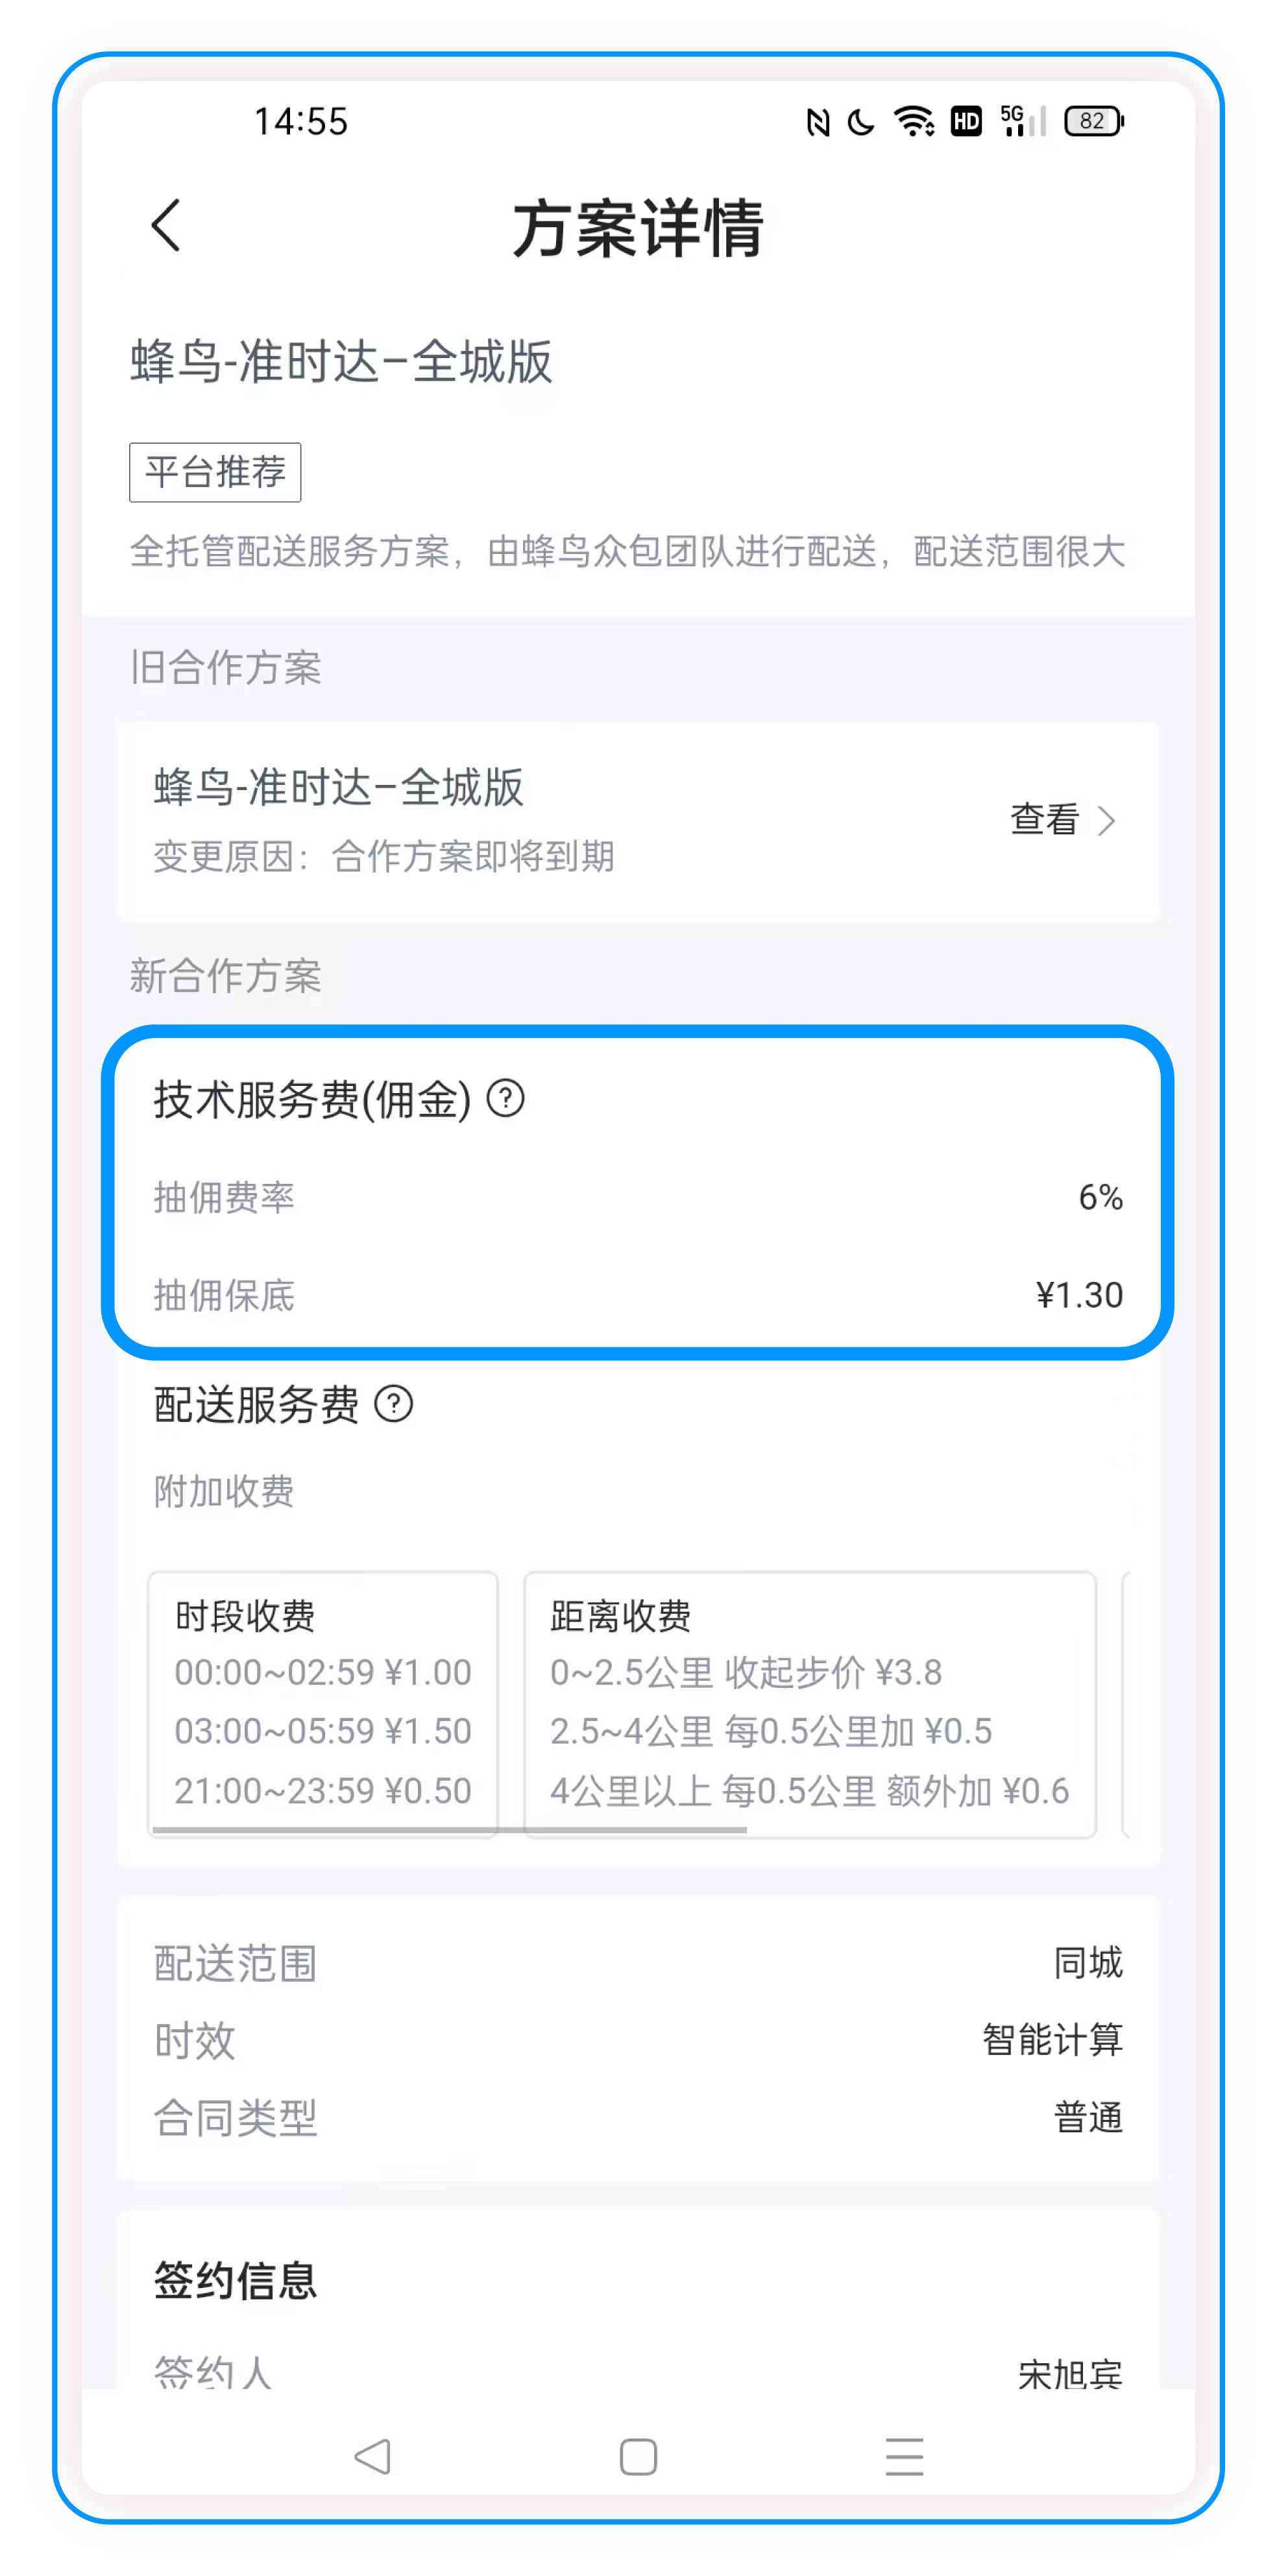 14:55 HD 5G 82
方案详情
蜂鸟-准时达-全城版
平台推荐
全托管配送服务方案，由蜂鸟众包团队进行配送，配送范围很大
旧合作方案
蜂鸟-准时达-全城版
查看
变更原因：合作方案即将到期
新合作方案
技术服务费(佣金) ?
抽佣费率 6%
抽佣保底 ¥1.30
配送服务费 ?
附加收费
时段收费
00:00~02:59 ¥1.00
03:00~05:59 ¥1.50
21:00~23:59 ¥0.50
距离收费
0~2.5公里 收起步价 ¥3.8
2.5~4公里 每0.5公里加 ¥0.5
4公里以上 每0.5公里 额外加 ¥0.6
配送范围 同城
时效 智能计算
合同类型 普通
签约信息
签约人 宋旭宾